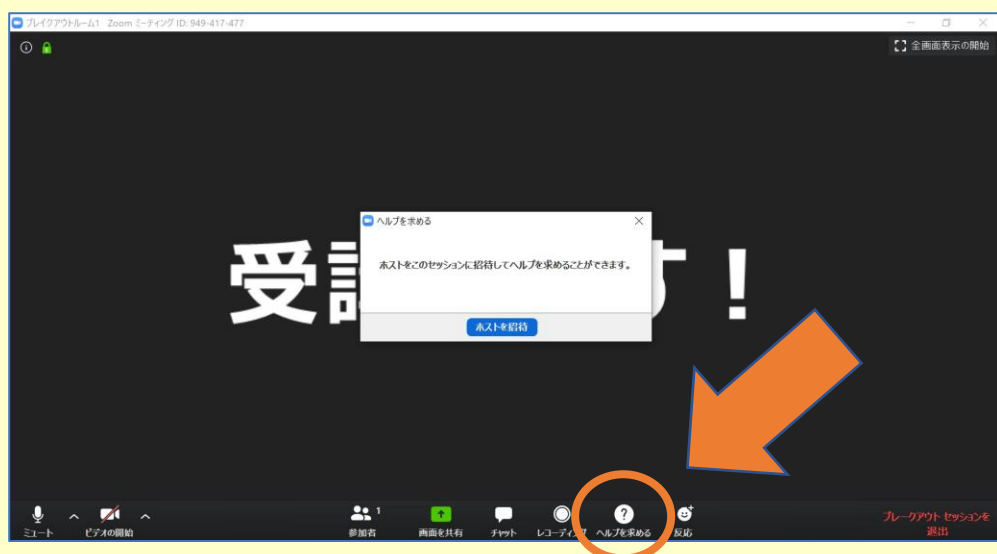 ブレイクアウトルーム1 Zoom ミーティング ID: 949-417-477
全画面表示の開始
ヘルプを求める
ホストをこのセッションに招待してヘルプを求めることができます。
受 す！
ホストを招待
1
ミュート ビデオの開始 参加者 画面を共有 チャット ヘルプを求める 反応
ブレークアウト セッションを
退出